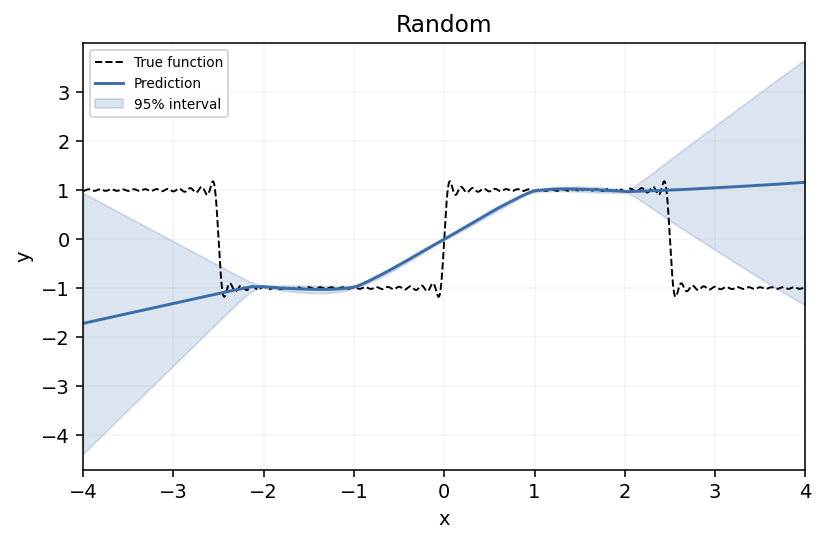 Random
True function
Prediction
95% interval
y
3
2
1
0
−1
−2
−3
−4
−4 −3 −2 −1 0 1 2 3 4
x